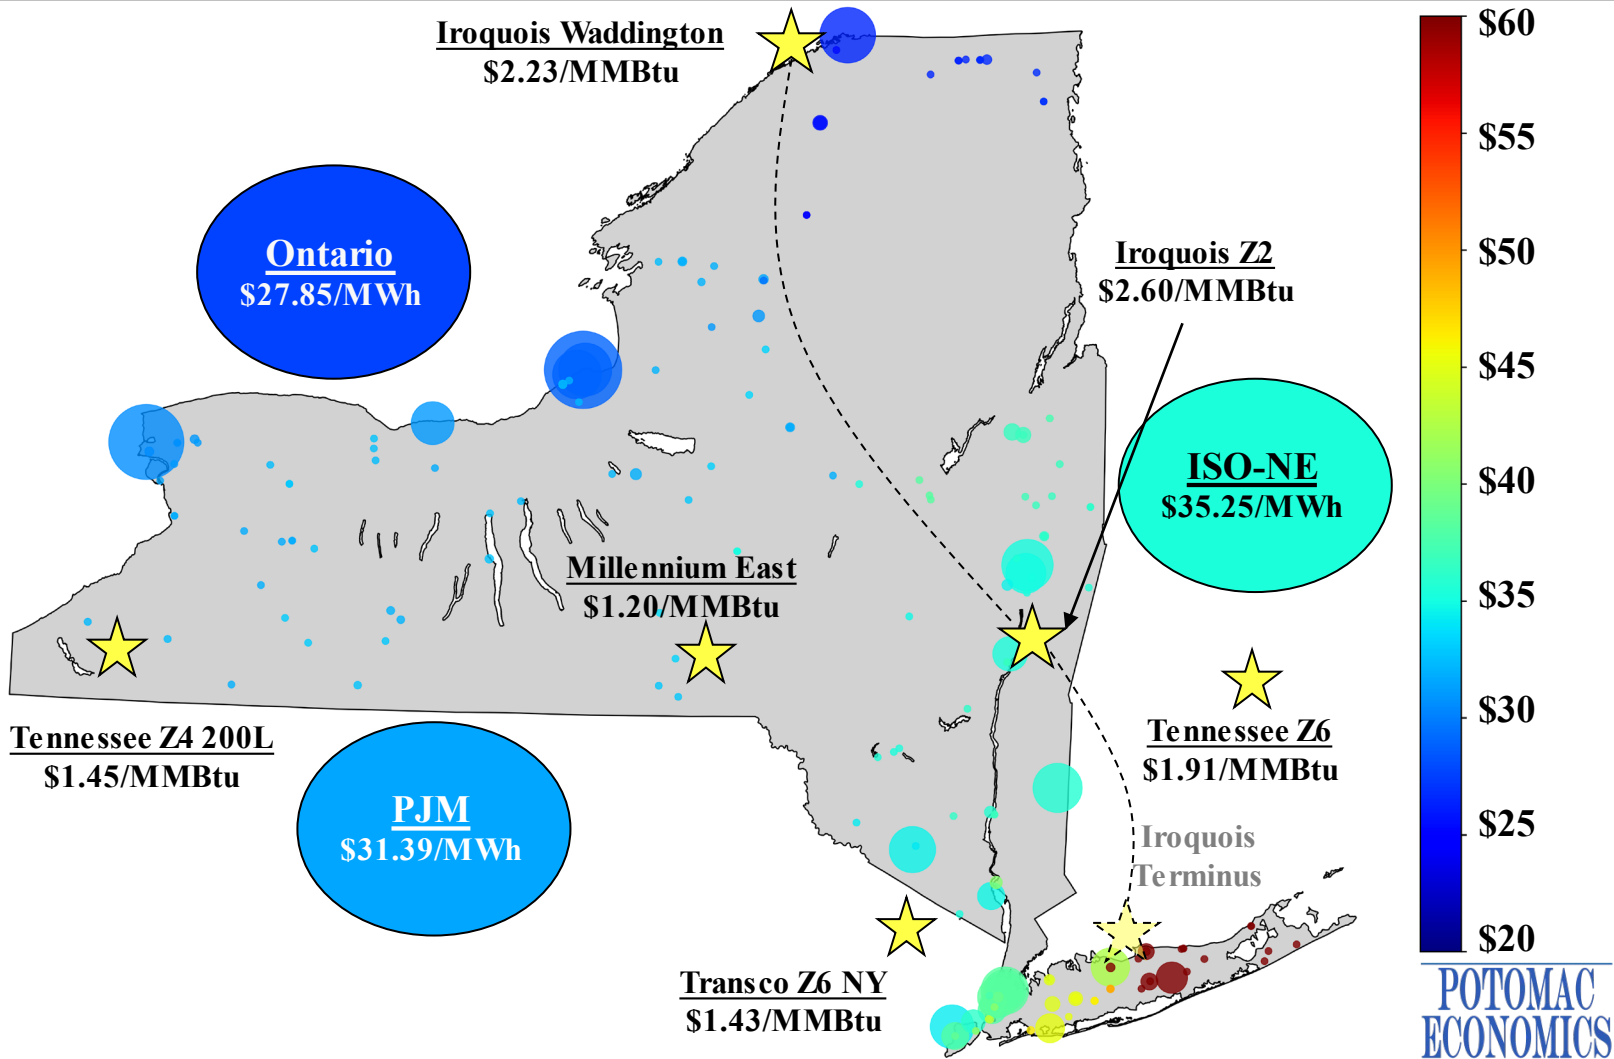 Iroquois Waddington
$2.23/MMBtu
Ontario
$27.85/MWh
Iroquois Z2
$2.60/MMBtu
ISO-NE
$35.25/MWh
Millennium East
$1.20/MMBtu
Tennessee Z4 200L
$1.45/MMBtu
PJM
$31.39/MWh
Tennessee Z6
$1.91/MMBtu
Iroquois
Terminus
Transco Z6 NY
$1.43/MMBtu
$60
$55
$50
$45
$40
$35
$30
$25
$20
POTOMAC
ECONOMICS